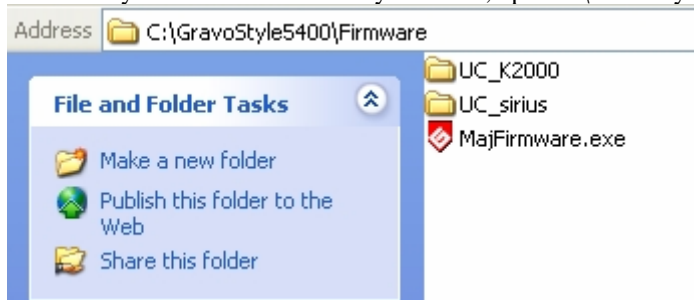 Address C:\GravoStyle5400\Firmware
File and Folder Tasks
Make a new folder
Publish this folder to the
Web
Share this folder
UC_K2000
UC_sirius
MajFirmware.exe